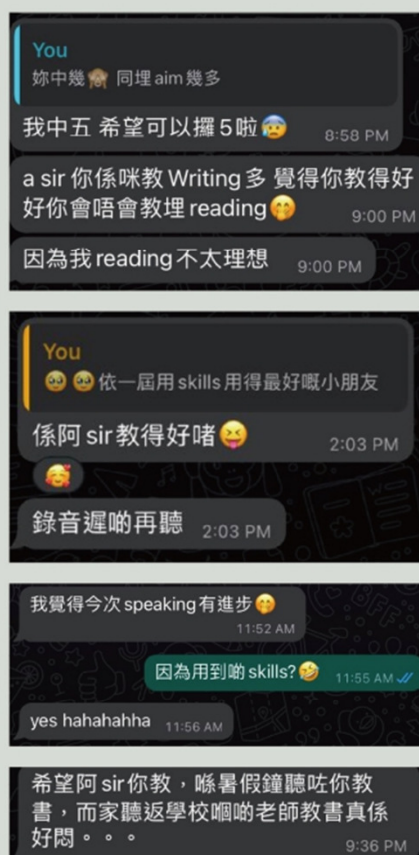 You
妳中幾🙈 同埋 aim 幾多
我中五 希望可以攞5啦😰
8:58 PM
a sir 你係咪教 Writing 多 覺得你教得好
好你會唔會教埋 reading🤭
9:00 PM
因為我 reading 不太理想
9:00 PM
You
🥹🥹依一屆用 skills 用得最好嘅小朋友
係阿 sir 教得好啫😝
2:03 PM
🥰
錄音遲啲再聽
2:03 PM
我覺得今次 speaking 有進步🤭
11:52 AM
因為用到啲 skills?🤣
11:55 AM
yes hahahahha
11:56 AM
希望阿 sir 你教，喺暑假鐘聽咗你教
書，而家聽返學校嗰啲老師教書真係
好悶。。。
9:36 PM